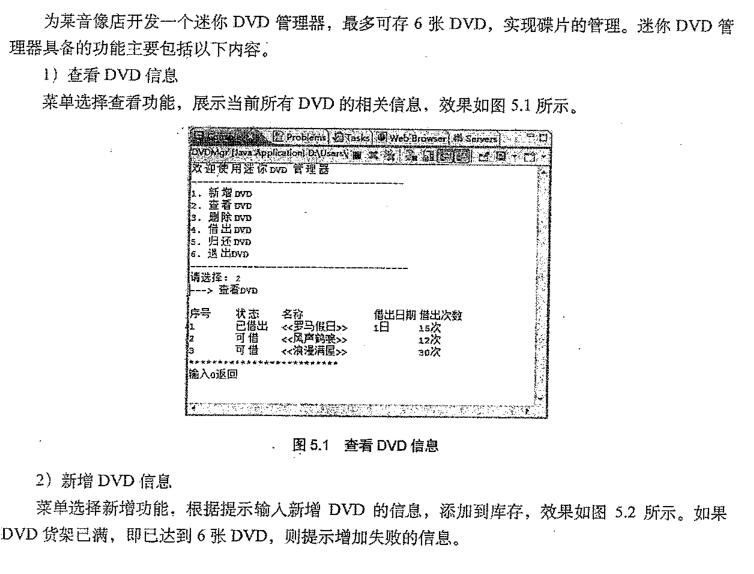 为某音像店开发一个迷你 DVD 管理器，最多可存 6 张 DVD，实现碟片的管理。迷你 DVD 管
理器具备的功能主要包括以下内容。
1）查看 DVD 信息
菜单选择查看功能，展示当前所有 DVD 的相关信息，效果如图 5.1 所示。
Problems Tasks Web Browser Servers
DVDMgr [Java Application] D:\Users\
欢迎使用迷你 DVD 管理器
1. 新增DVD
2. 查看DVD
3. 删除DVD
4. 借出DVD
5. 归还DVD
6. 退出DVD
请选择：2
---> 查看DVD
序号 状态 名称 借出日期 借出次数
1 已借出 <<罗马假日>> 1日 15次
2 可借 <<风声鹤唳>> 12次
3 可借 <<浪漫满屋>> 30次
**************************
输入0返回
图 5.1 查看 DVD 信息
2）新增 DVD 信息
菜单选择新增功能，根据提示输入新增 DVD 的信息，添加到库存，效果如图 5.2 所示。如果
DVD 货架已满，即已达到 6 张 DVD，则提示增加失败的信息。